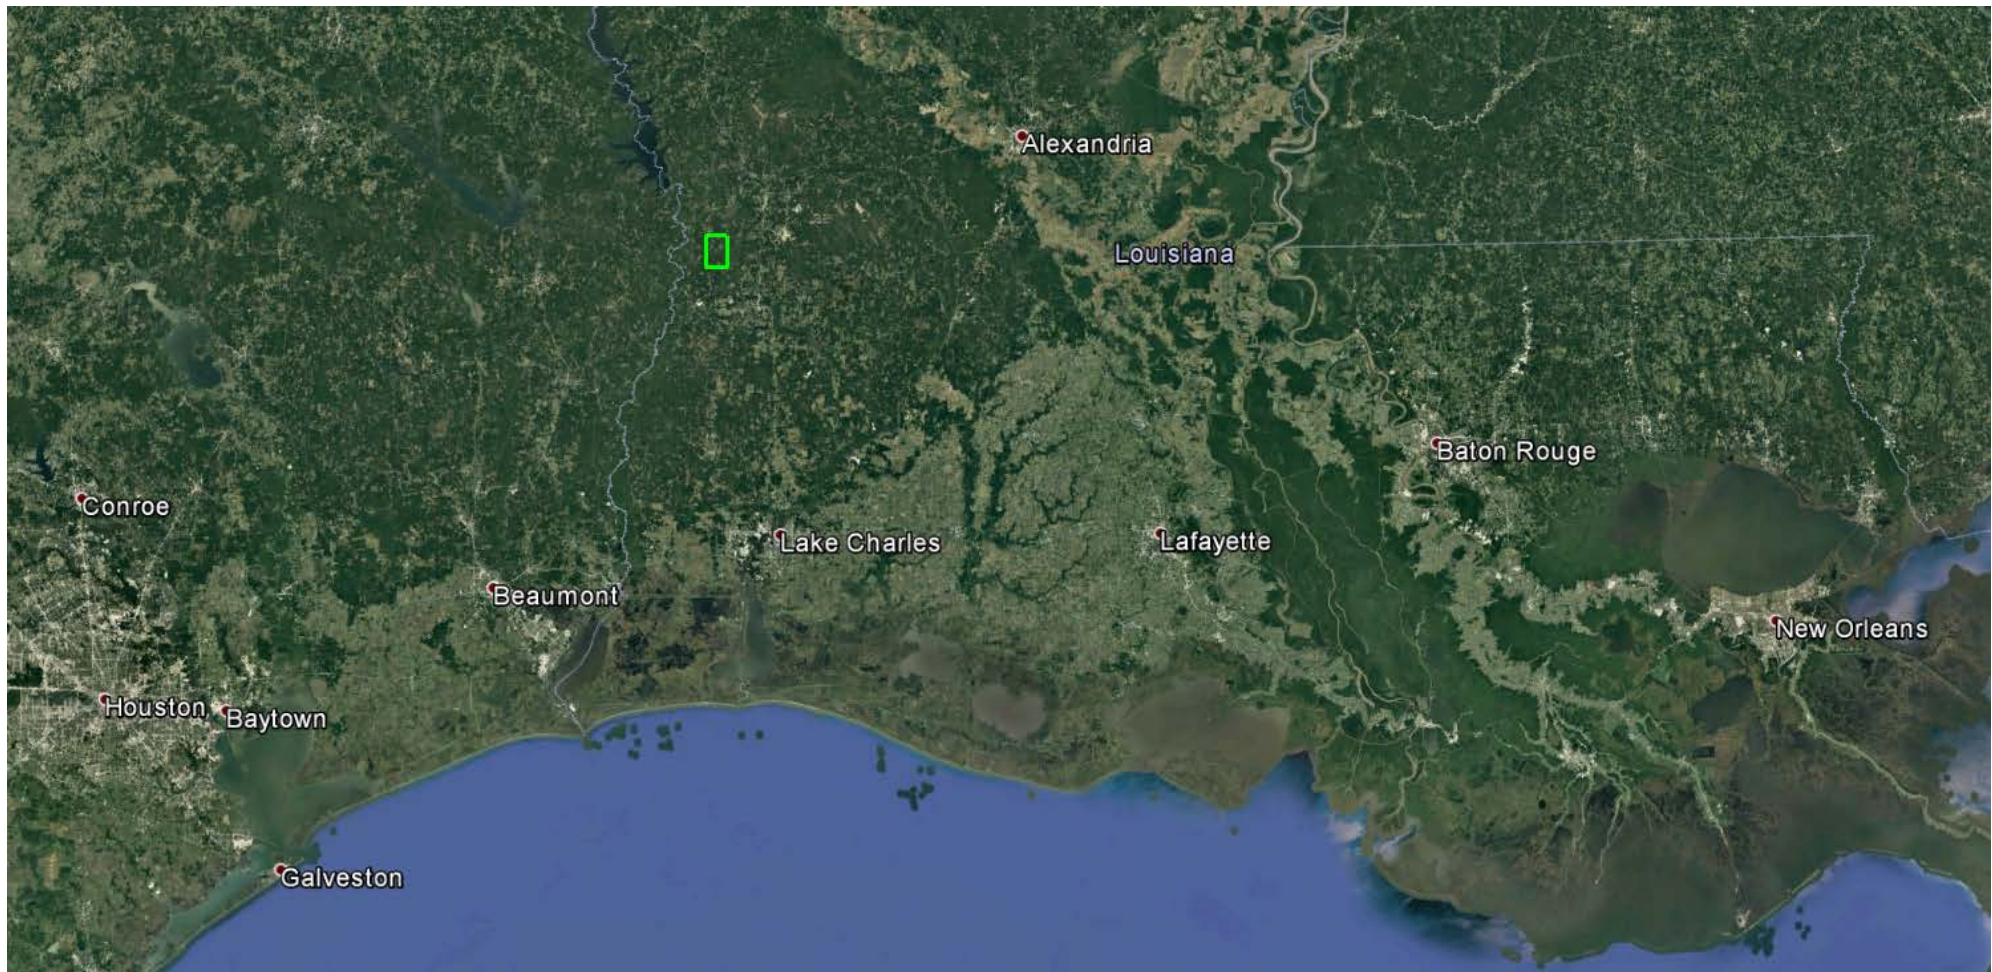 Alexandria
Louisiana
Baton Rouge
Conroe
Lake Charles
Lafayette
Beaumont
New Orleans
Houston
Baytown
Galveston